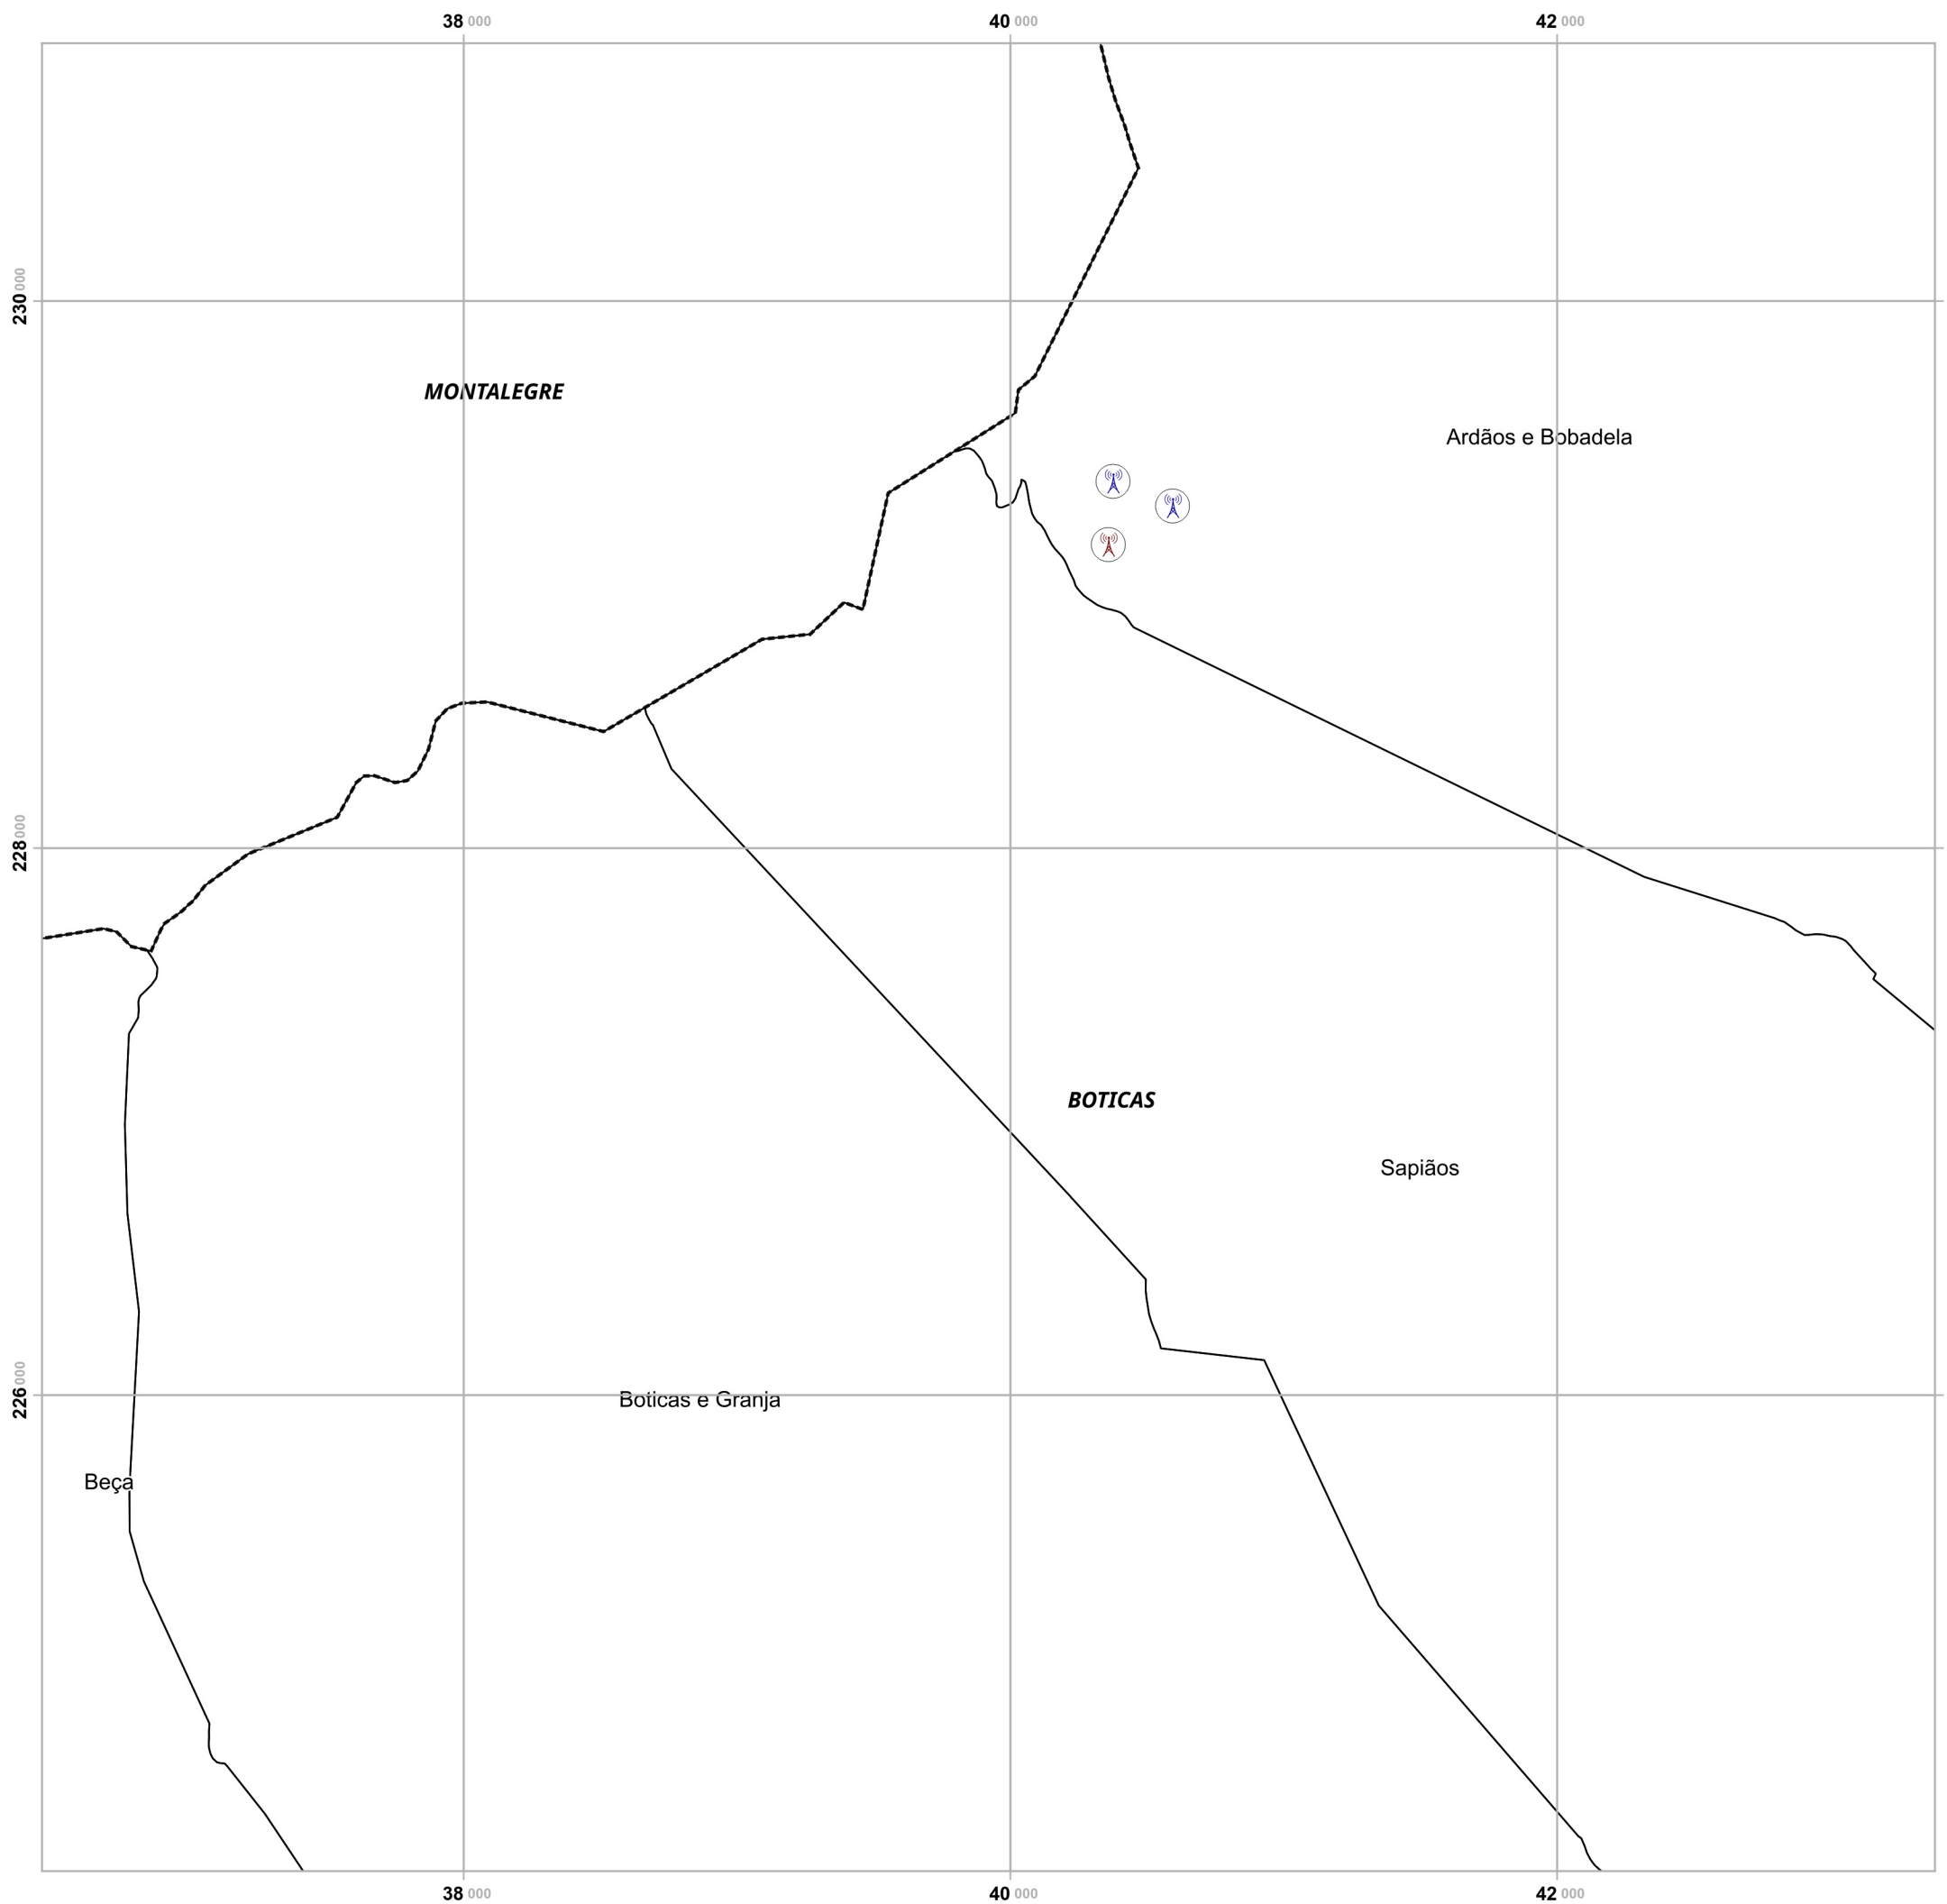 38 000 40 000 42 000
230 000
MONTALEGRE
Ardãos e Bobadela
228 000
BOTICAS
Sapiãos
226 000
Boticas e Granja
Beça
38 000 40 000 42 000